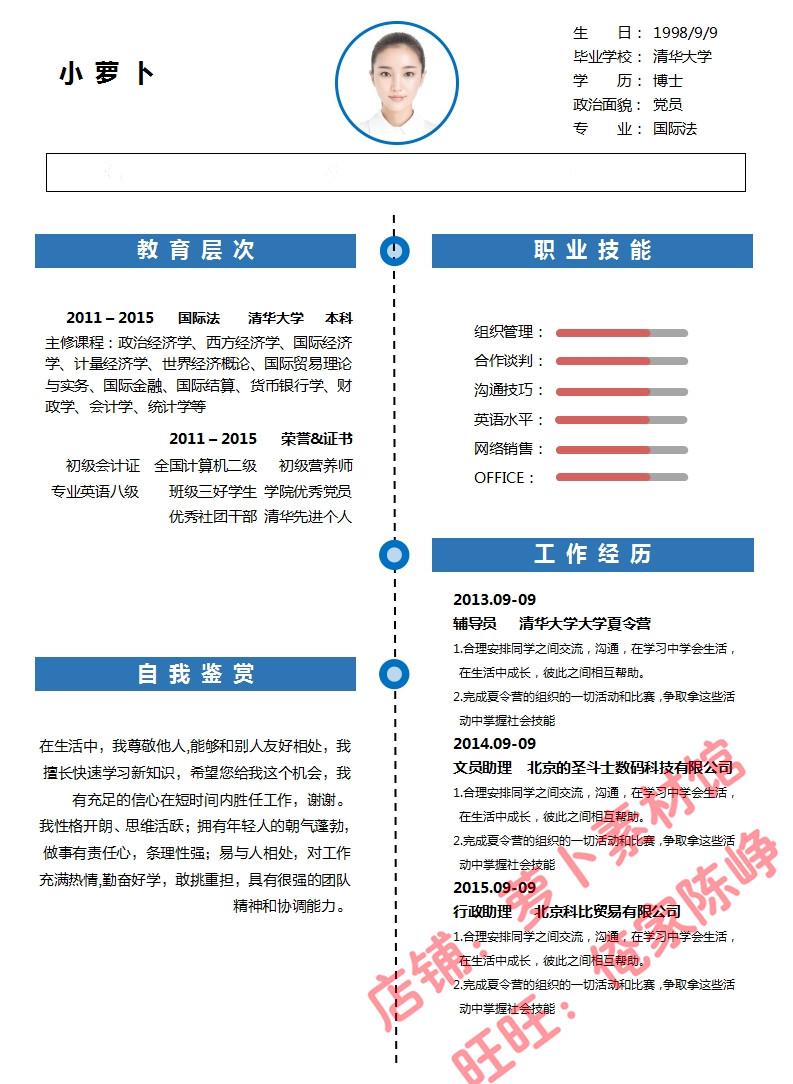 小萝卜
生　　日： 1998/9/9
毕业学校： 清华大学
学　　历： 博士
政治面貌： 党员
专　　业： 国际法
教育层次
2011 – 2015 国际法 清华大学 本科
主修课程：政治经济学、西方经济学、国际经济
学、计量经济学、世界经济概论、国际贸易理论
与实务、国际金融、国际结算、货币银行学、财
政学、会计学、统计学等
2011 – 2015 荣誉&证书
初级会计证 全国计算机二级 初级营养师
专业英语八级 班级三好学生 学院优秀党员
优秀社团干部 清华先进个人
自我鉴赏
在生活中，我尊敬他人,能够和别人友好相处，我
擅长快速学习新知识，希望您给我这个机会，我
有充足的信心在短时间内胜任工作，谢谢。
我性格开朗、思维活跃；拥有年轻人的朝气蓬勃，
做事有责任心，条理性强；易与人相处，对工作
充满热情,勤奋好学，敢挑重担，具有很强的团队
精神和协调能力。
职业技能
组织管理：
合作谈判：
沟通技巧：
英语水平：
网络销售：
OFFICE：
工作经历
2013.09-09
辅导员 清华大学大学夏令营
1.合理安排同学之间交流，沟通，在学习中学会生活，
在生活中成长，彼此之间相互帮助。
2.完成夏令营的组织的一切活动和比赛，争取拿这些活
动中掌握社会技能
2014.09-09
文员助理 北京的圣斗士数码科技有限公司
1.合理安排同学之间交流，沟通，在学习中学会生活，
在生活中成长，彼此之间相互帮助。
2.完成夏令营的组织的一切活动和比赛，争取拿这些活
动中掌握社会技能
2015.09-09
行政助理 北京科比贸易有限公司
1.合理安排同学之间交流，沟通，在学习中学会生活，
在生活中成长，彼此之间相互帮助。
2.完成夏令营的组织的一切活动和比赛，争取拿这些活
动中掌握社会技能
店铺：萝卜素材馆
旺旺：俺家陈峥